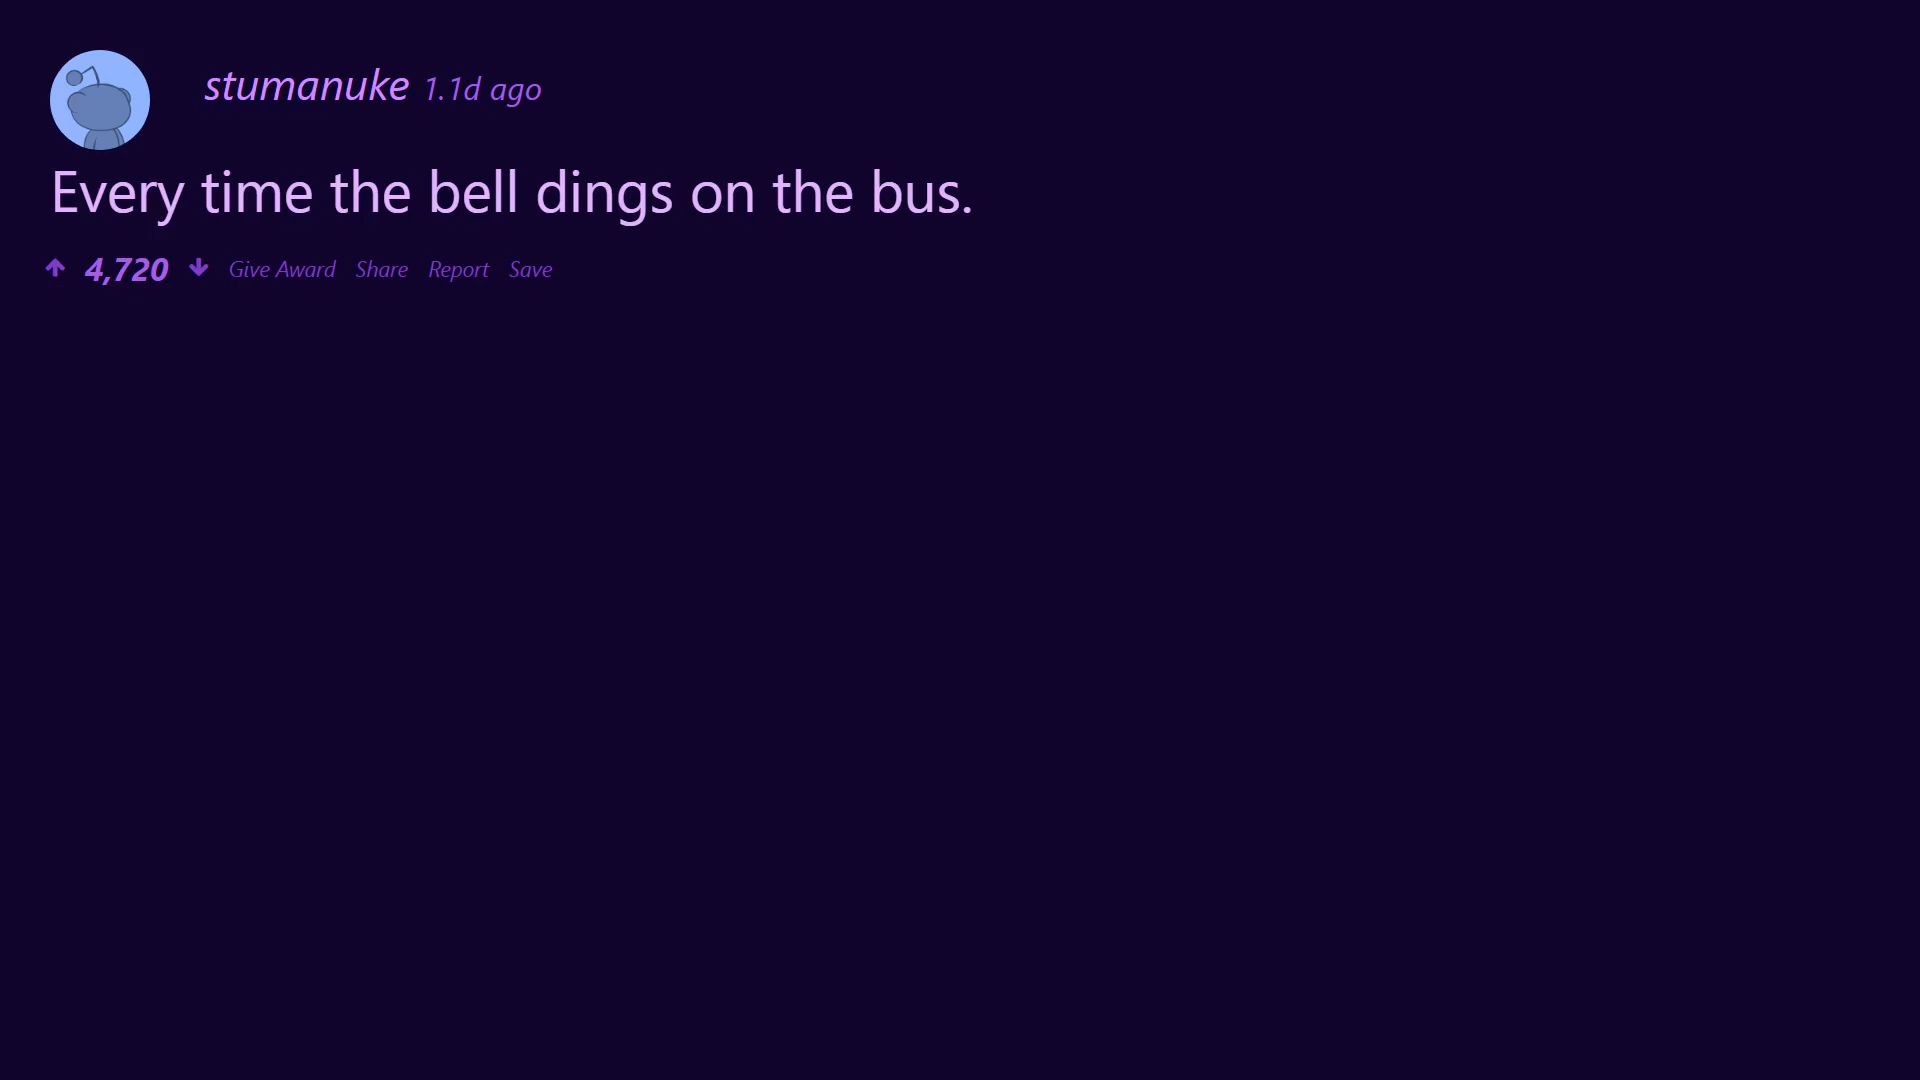 stumanuke 1.1d ago
Every time the bell dings on the bus.
4,720 Give Award Share Report Save